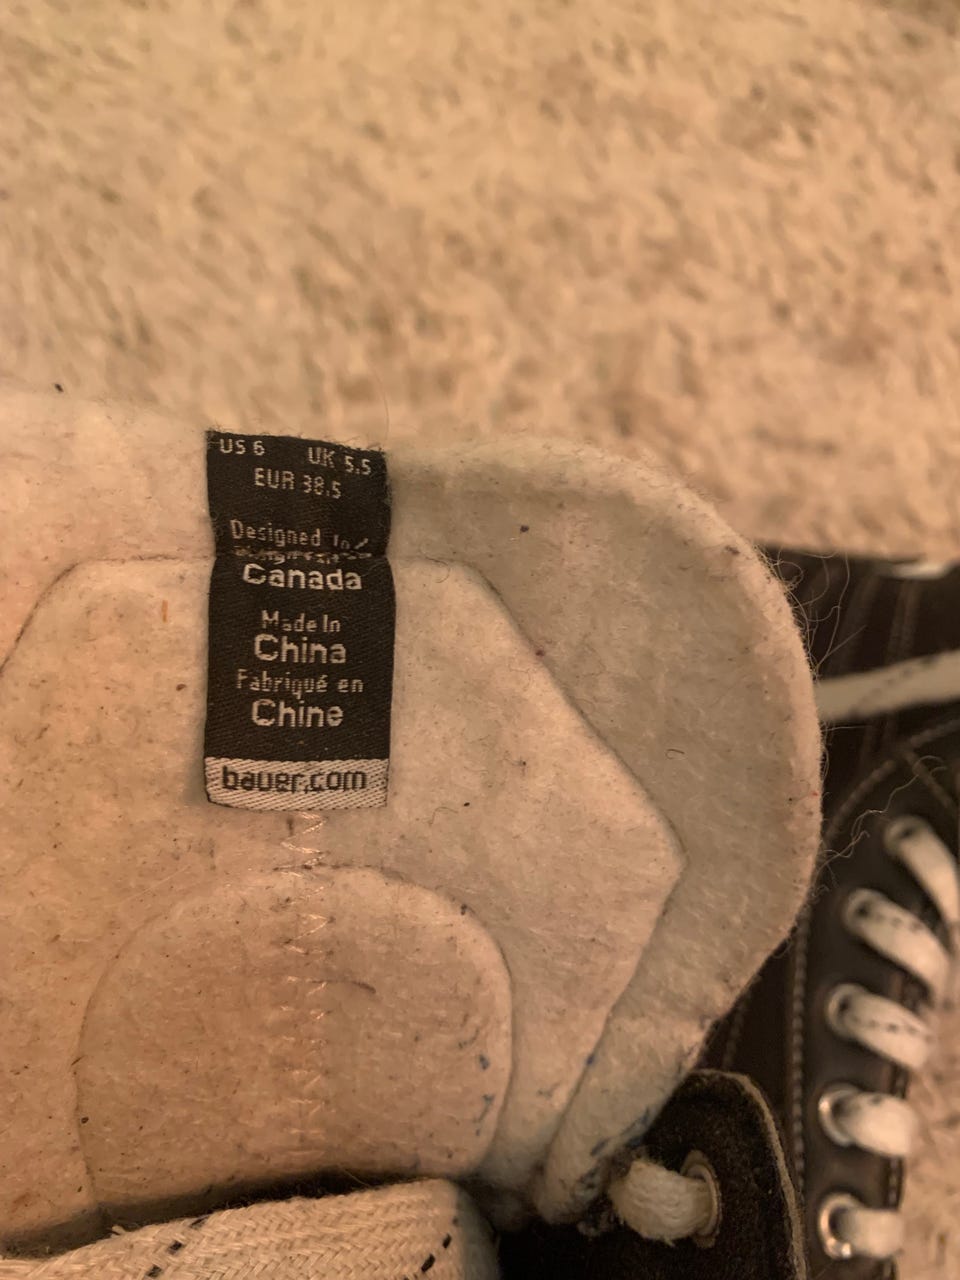 US 6 UK 5.5
EUR 38.5
Designed in/
Canada
Made In
China
Fabriqué en
Chine
bauer.com